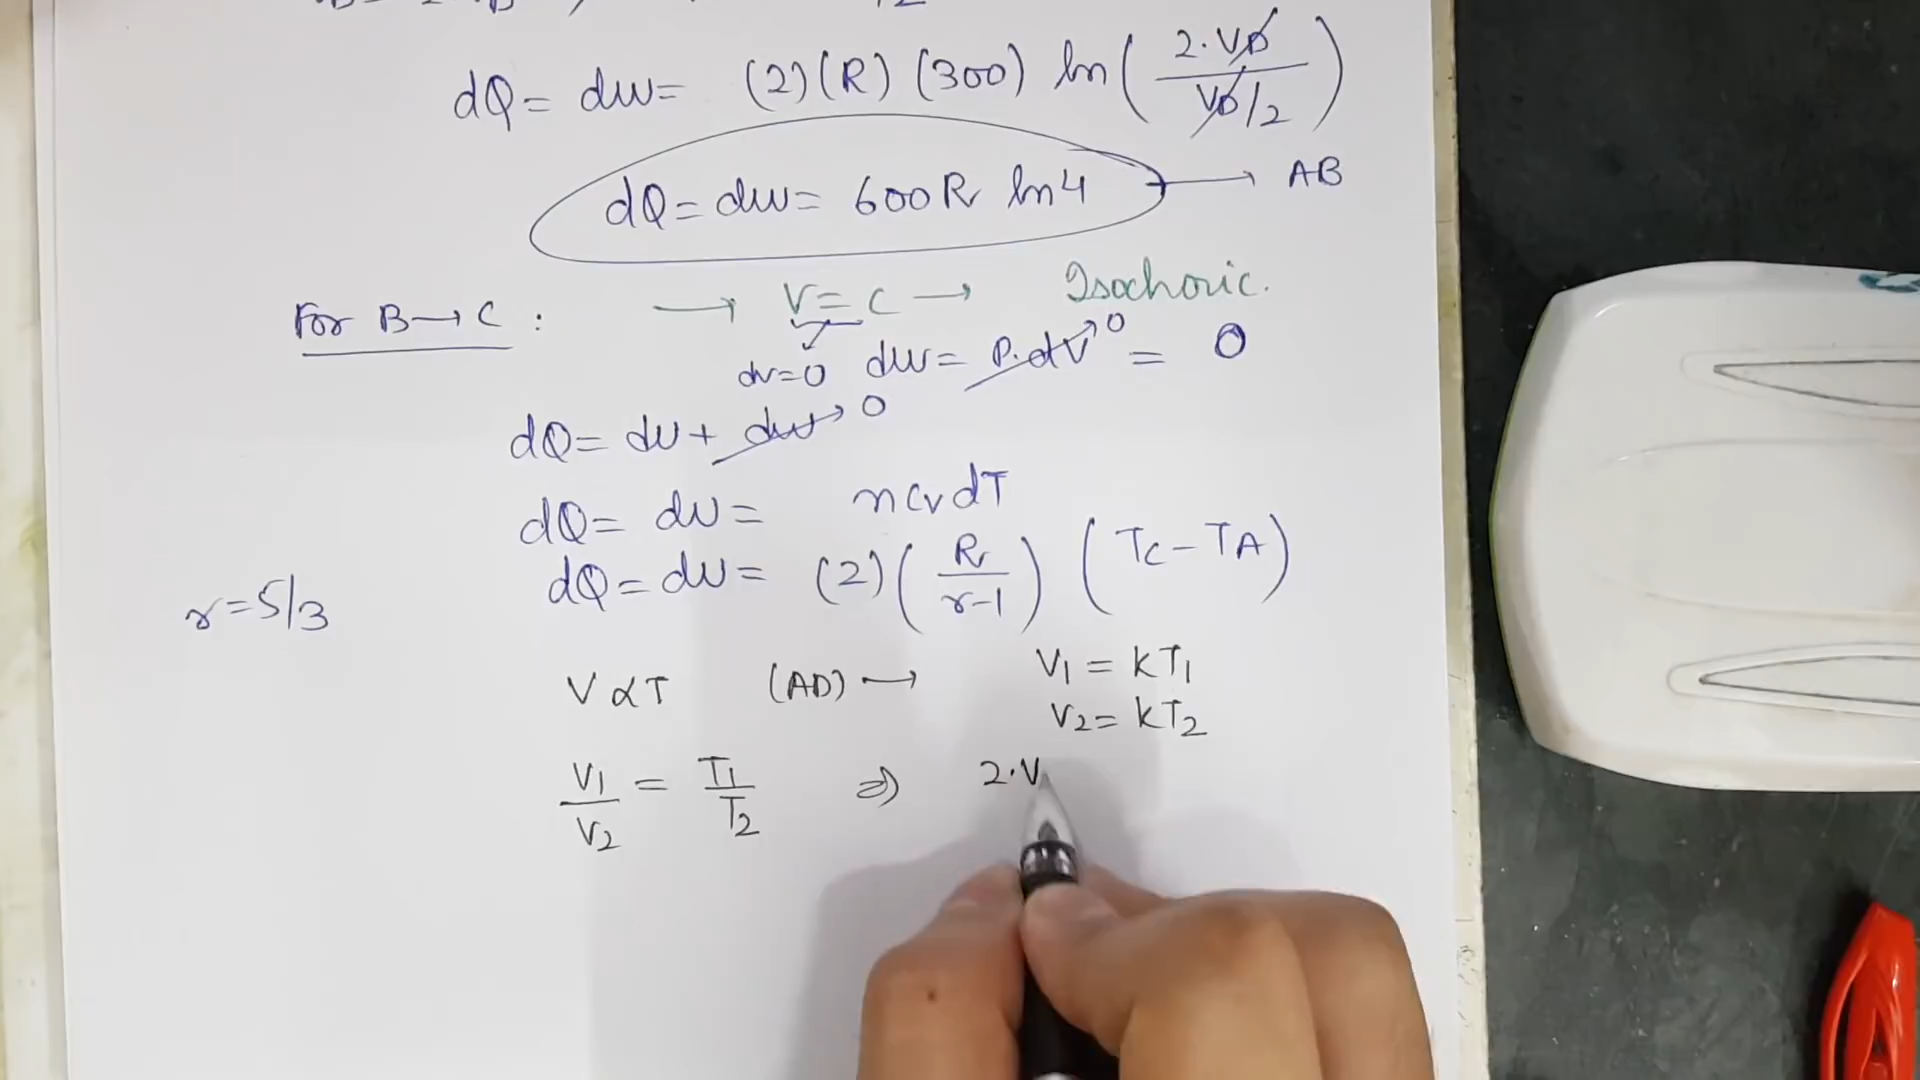 dQ = dW = (2)(R)(300) ln(2·V0 / V0/2)
dQ = dW = 600R ln4 → AB
For B→C : → V = C → Isochoric.
dv=0 dW = P.dV→0 = 0
dQ = dU + dW→0
dQ = dU = nCvdT
r = 5/3 dQ = dU = (2)(R/r-1)(TC - TA)
V ∝ T (AD) → V1 = kT1
V2 = kT2
V1/V2 = T1/T2 ⇒ 2·V